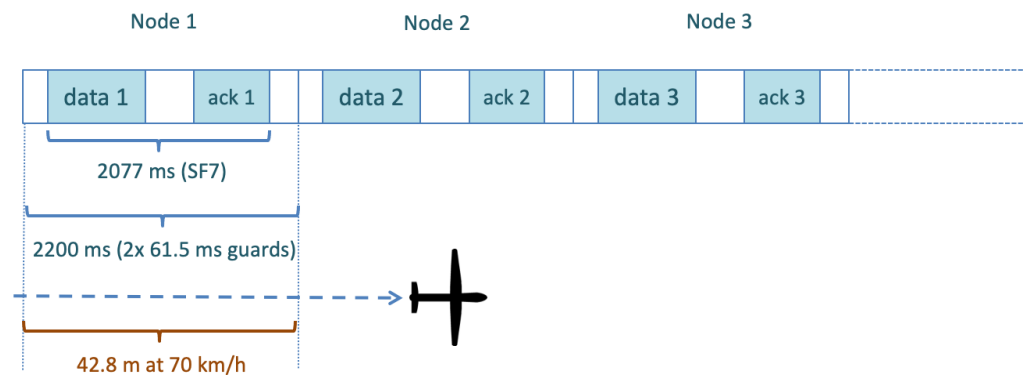 Node 1
Node 2
Node 3
data 1
ack 1
data 2
ack 2
data 3
ack 3
2077 ms (SF7)
2200 ms (2x 61.5 ms guards)
42.8 m at 70 km/h